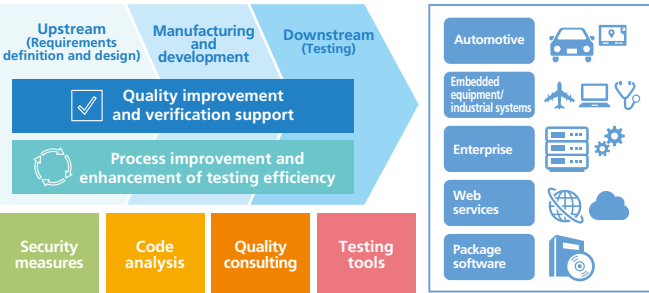 Upstream
(Requirements
definition and design)
Manufacturing
and
development
Downstream
(Testing)
Quality improvement
and verification support
Process improvement and
enhancement of testing efficiency
Security
measures
Code
analysis
Quality
consulting
Testing
tools
Automotive
Embedded
equipment/
industrial systems
Enterprise
Web
services
Package
software